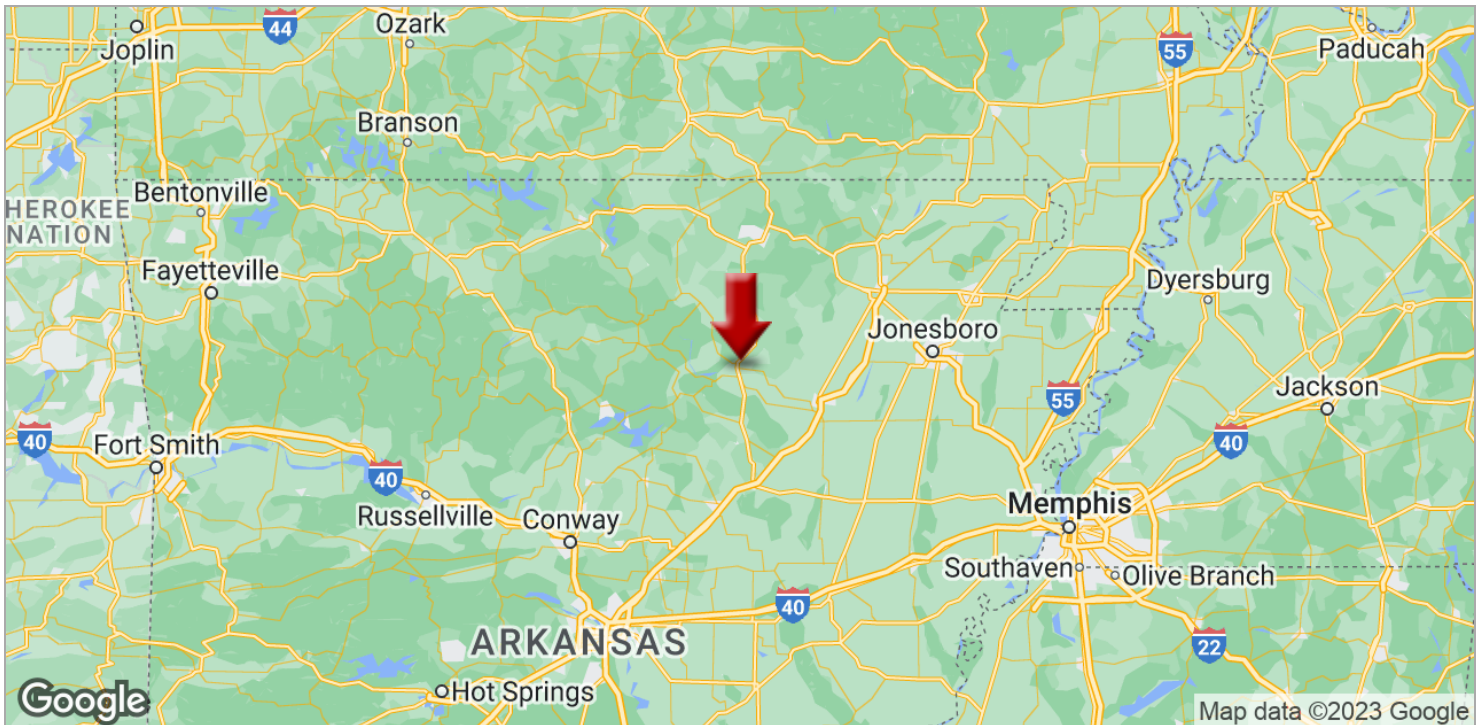 44
Ozark
Joplin
55
Paducah
Branson
Bentonville
HEROKEE
NATION
Fayetteville
Dyersburg
Jonesboro
55
Jackson
40
Fort Smith
40
40
Russellville
Conway
Memphis
Southaven
Olive Branch
40
ARKANSAS
22
Hot Springs
Google
Map data ©2023 Google